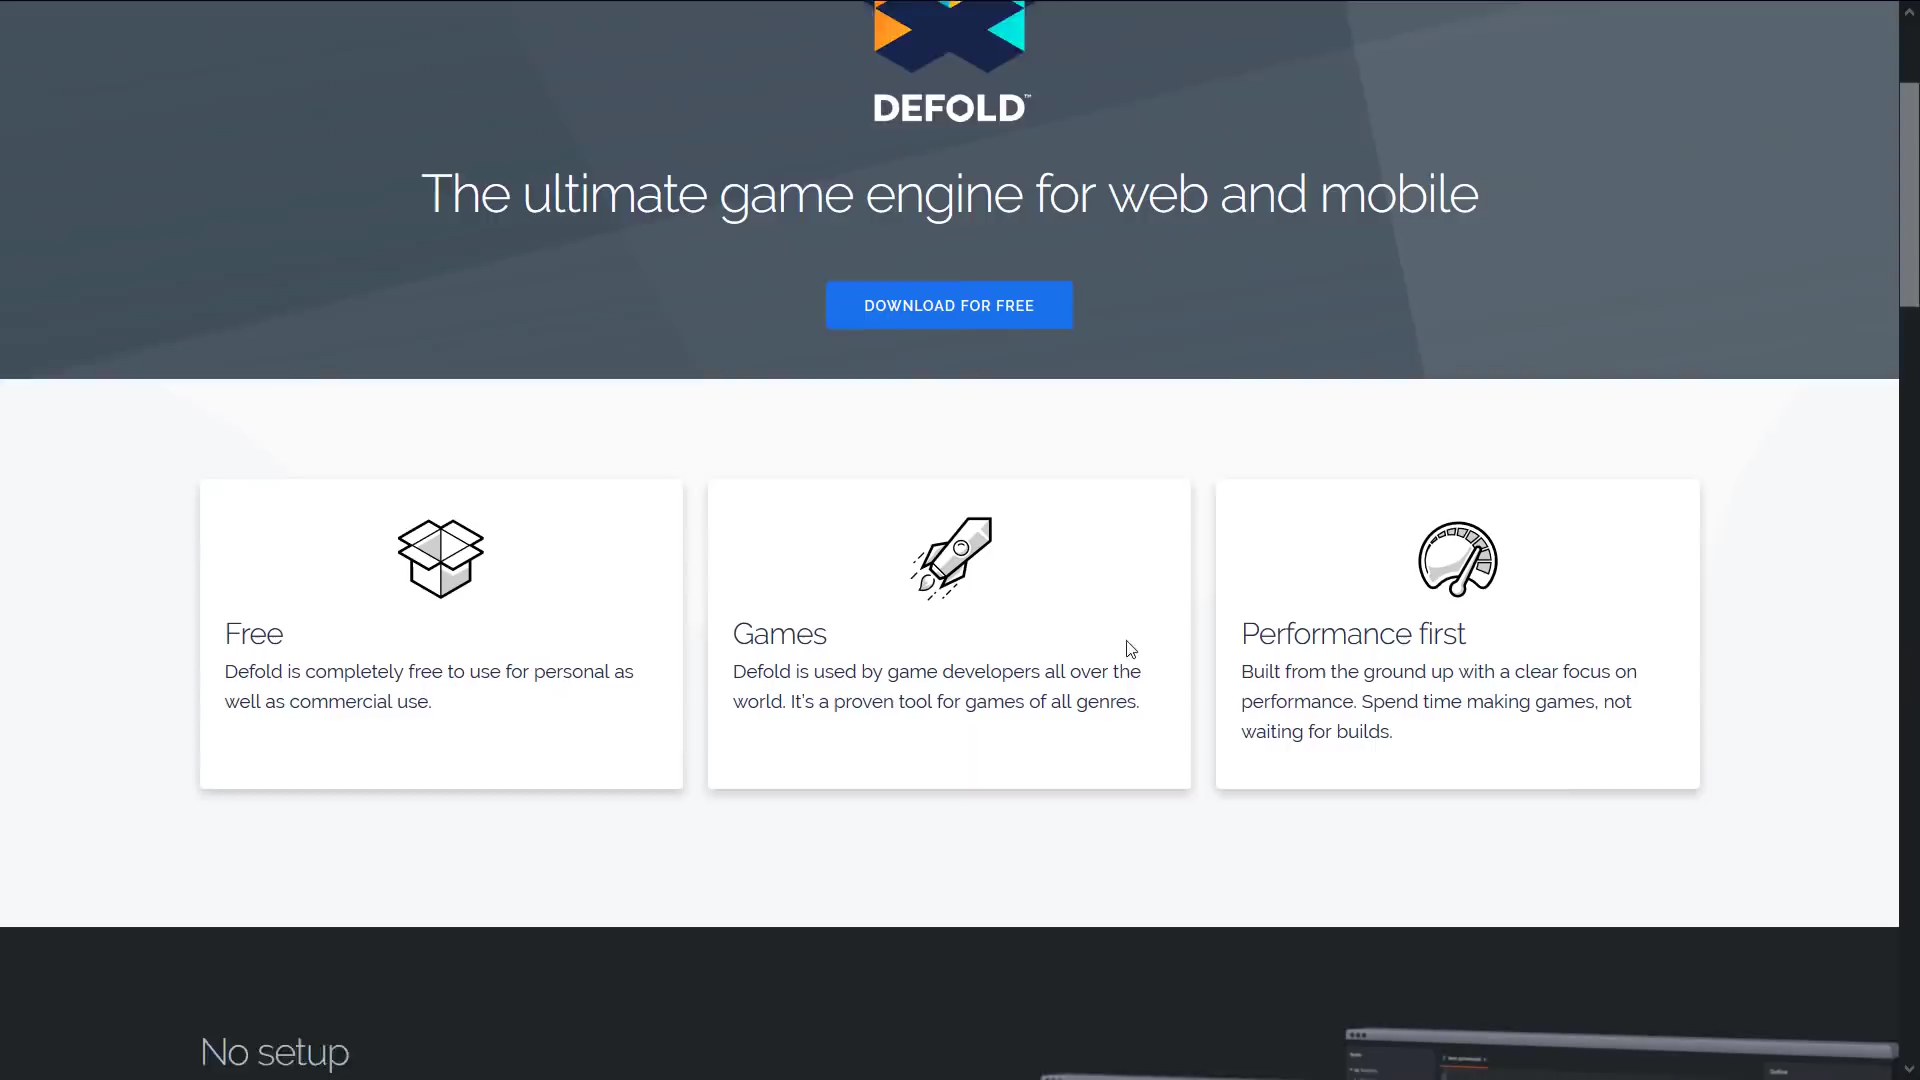 DEFOLD™
The ultimate game engine for web and mobile
DOWNLOAD FOR FREE
Free
Defold is completely free to use for personal as
well as commercial use.
Games
Defold is used by game developers all over the
world. It's a proven tool for games of all genres.
Performance first
Built from the ground up with a clear focus on
performance. Spend time making games, not
waiting for builds.
No setup